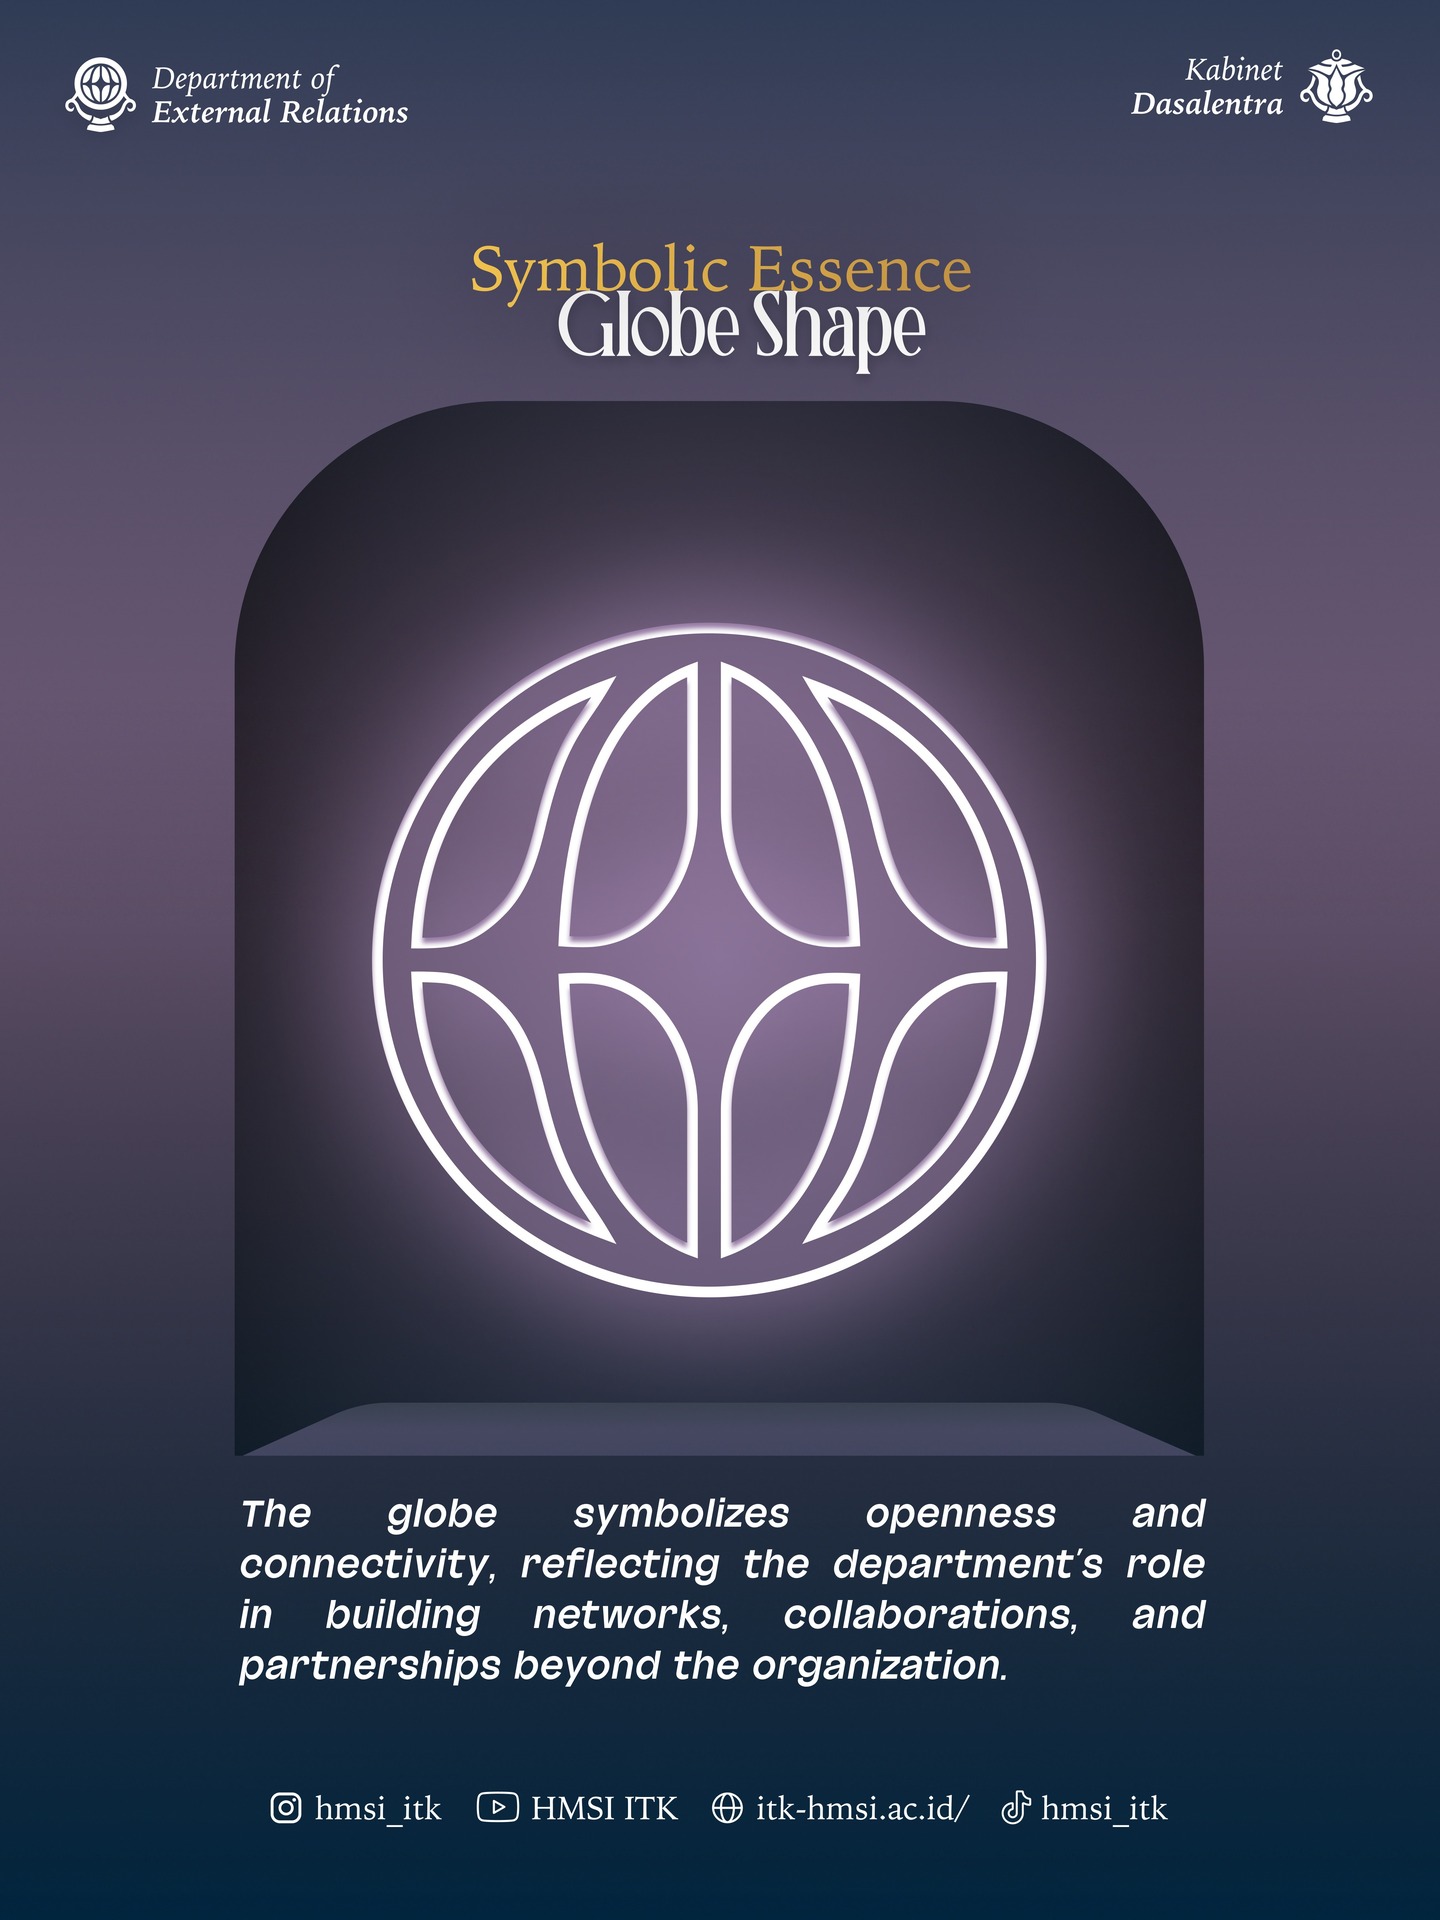 Department of
External Relations
Kabinet
Dasalentra
Symbolic Essence
Globe Shape
The globe symbolizes openness and
connectivity, reflecting the department's role
in building networks, collaborations, and
partnerships beyond the organization.
hmsi_itk HMSI ITK itk-hmsi.ac.id/ hmsi_itk